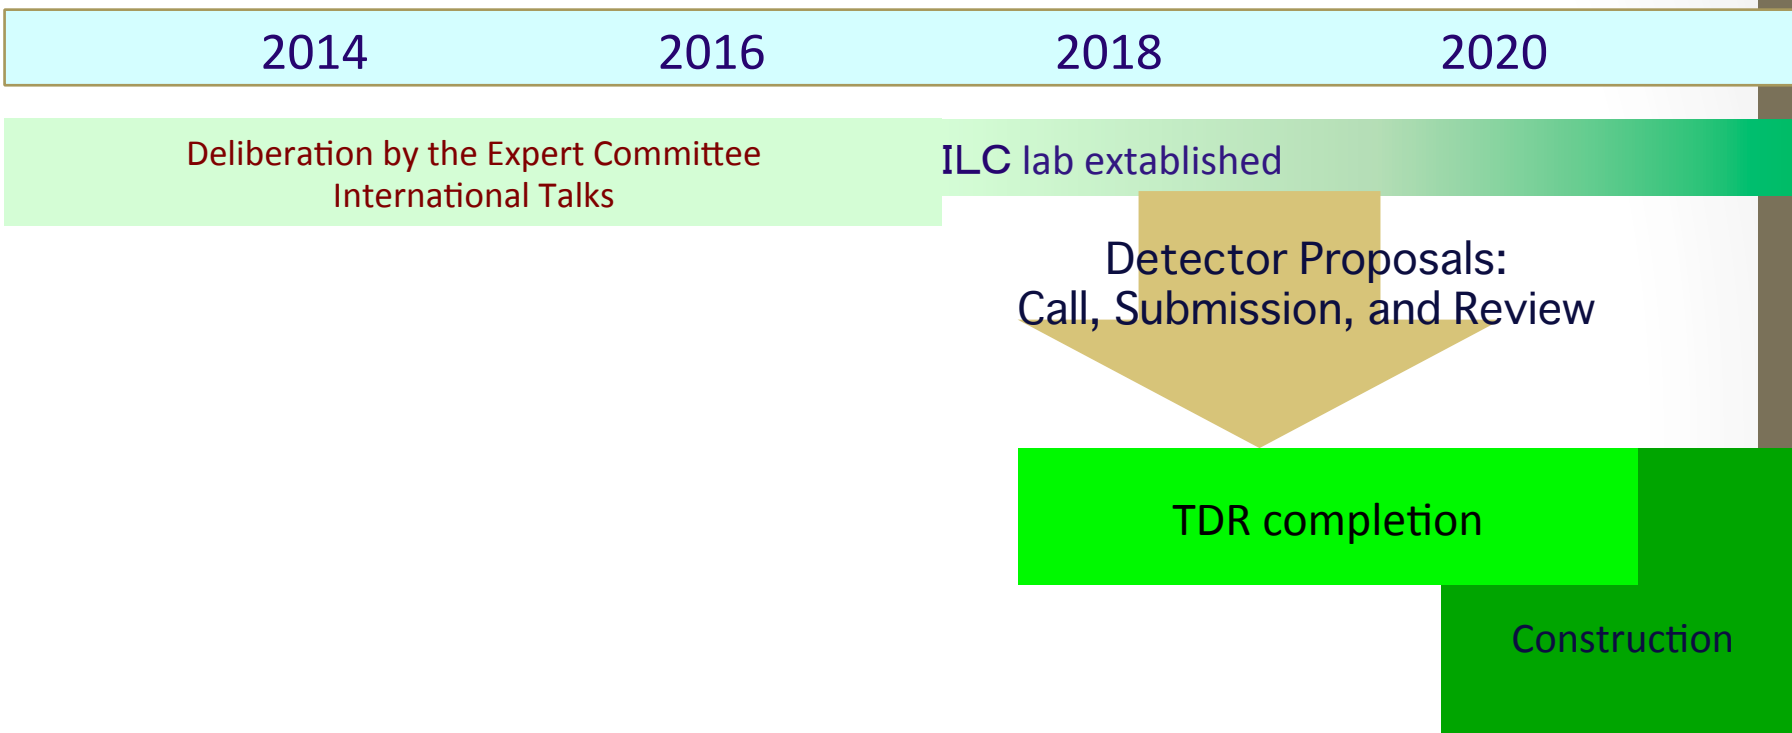 2014 2016 2018 2020
Deliberation by the Expert Committee
International Talks
ILC lab extablished
Detector Proposals:
Call, Submission, and Review
TDR completion
Construction